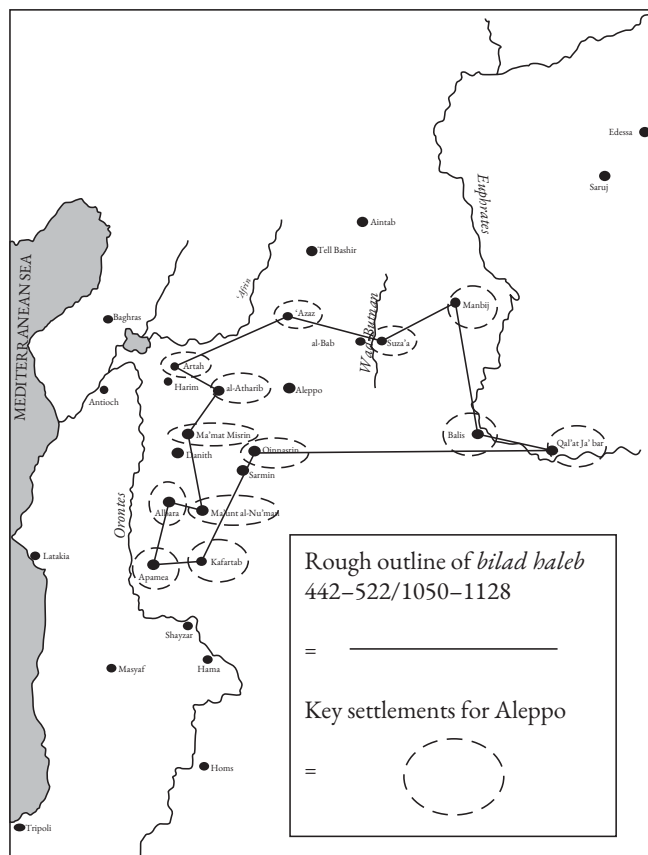 Edessa
Saruj
Euphrates
Aintab
Tell Bashir
'Afrin
MEDITERRANEAN SEA
Baghras
'Azaz
Manbij
al-Bab
Wadi Butnan
Suza'a
Artah
Harim
al-Atharib
Aleppo
Antioch
Ma'mat Misrin
Balis
Qal'at Ja' bar
Danith
Qinnasrin
Sarmin
Orontes
Albara
Ma'unt al-Nu'man
Latakia
Apamea
Kafartab
Rough outline of bilad haleb
442–522/1050–1128
=
Key settlements for Aleppo
=
Shayzar
Masyaf
Hama
Homs
Tripoli